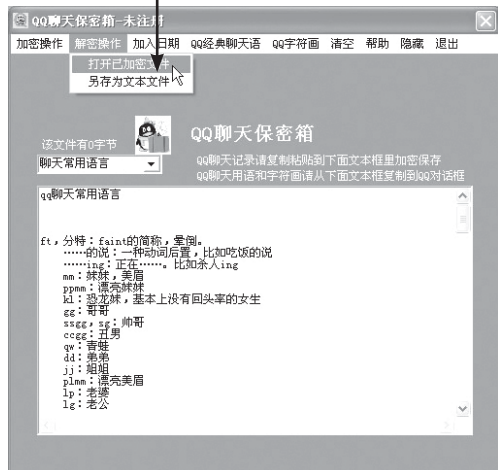 QQ聊天保密箱-未注册
加密操作 解密操作 加入日期 QQ经典聊天语 QQ字符画 清空 帮助 隐藏 退出
打开已加密文件
另存为文本文件
QQ聊天保密箱
该文件有0字节
聊天常用语言
QQ聊天记录请复制粘贴到下面文本框里加密保存
QQ聊天用语和字符画请从下面文本框复制到QQ对话框
qq聊天常用语言
ft，分特：faint的简称，晕倒。
……的说：一种动词后置，比如吃饭的说
……ing：正在……。比如杀人ing
mm：妹妹，美眉
ppmm：漂亮妹妹
kl：恐龙妹，基本上没有回头率的女生
gg：哥哥
ssgg，sg：帅哥
ccgg：丑男
qw：青蛙
dd：弟弟
jj：姐姐
plmm：漂亮美眉
lp：老婆
lg：老公